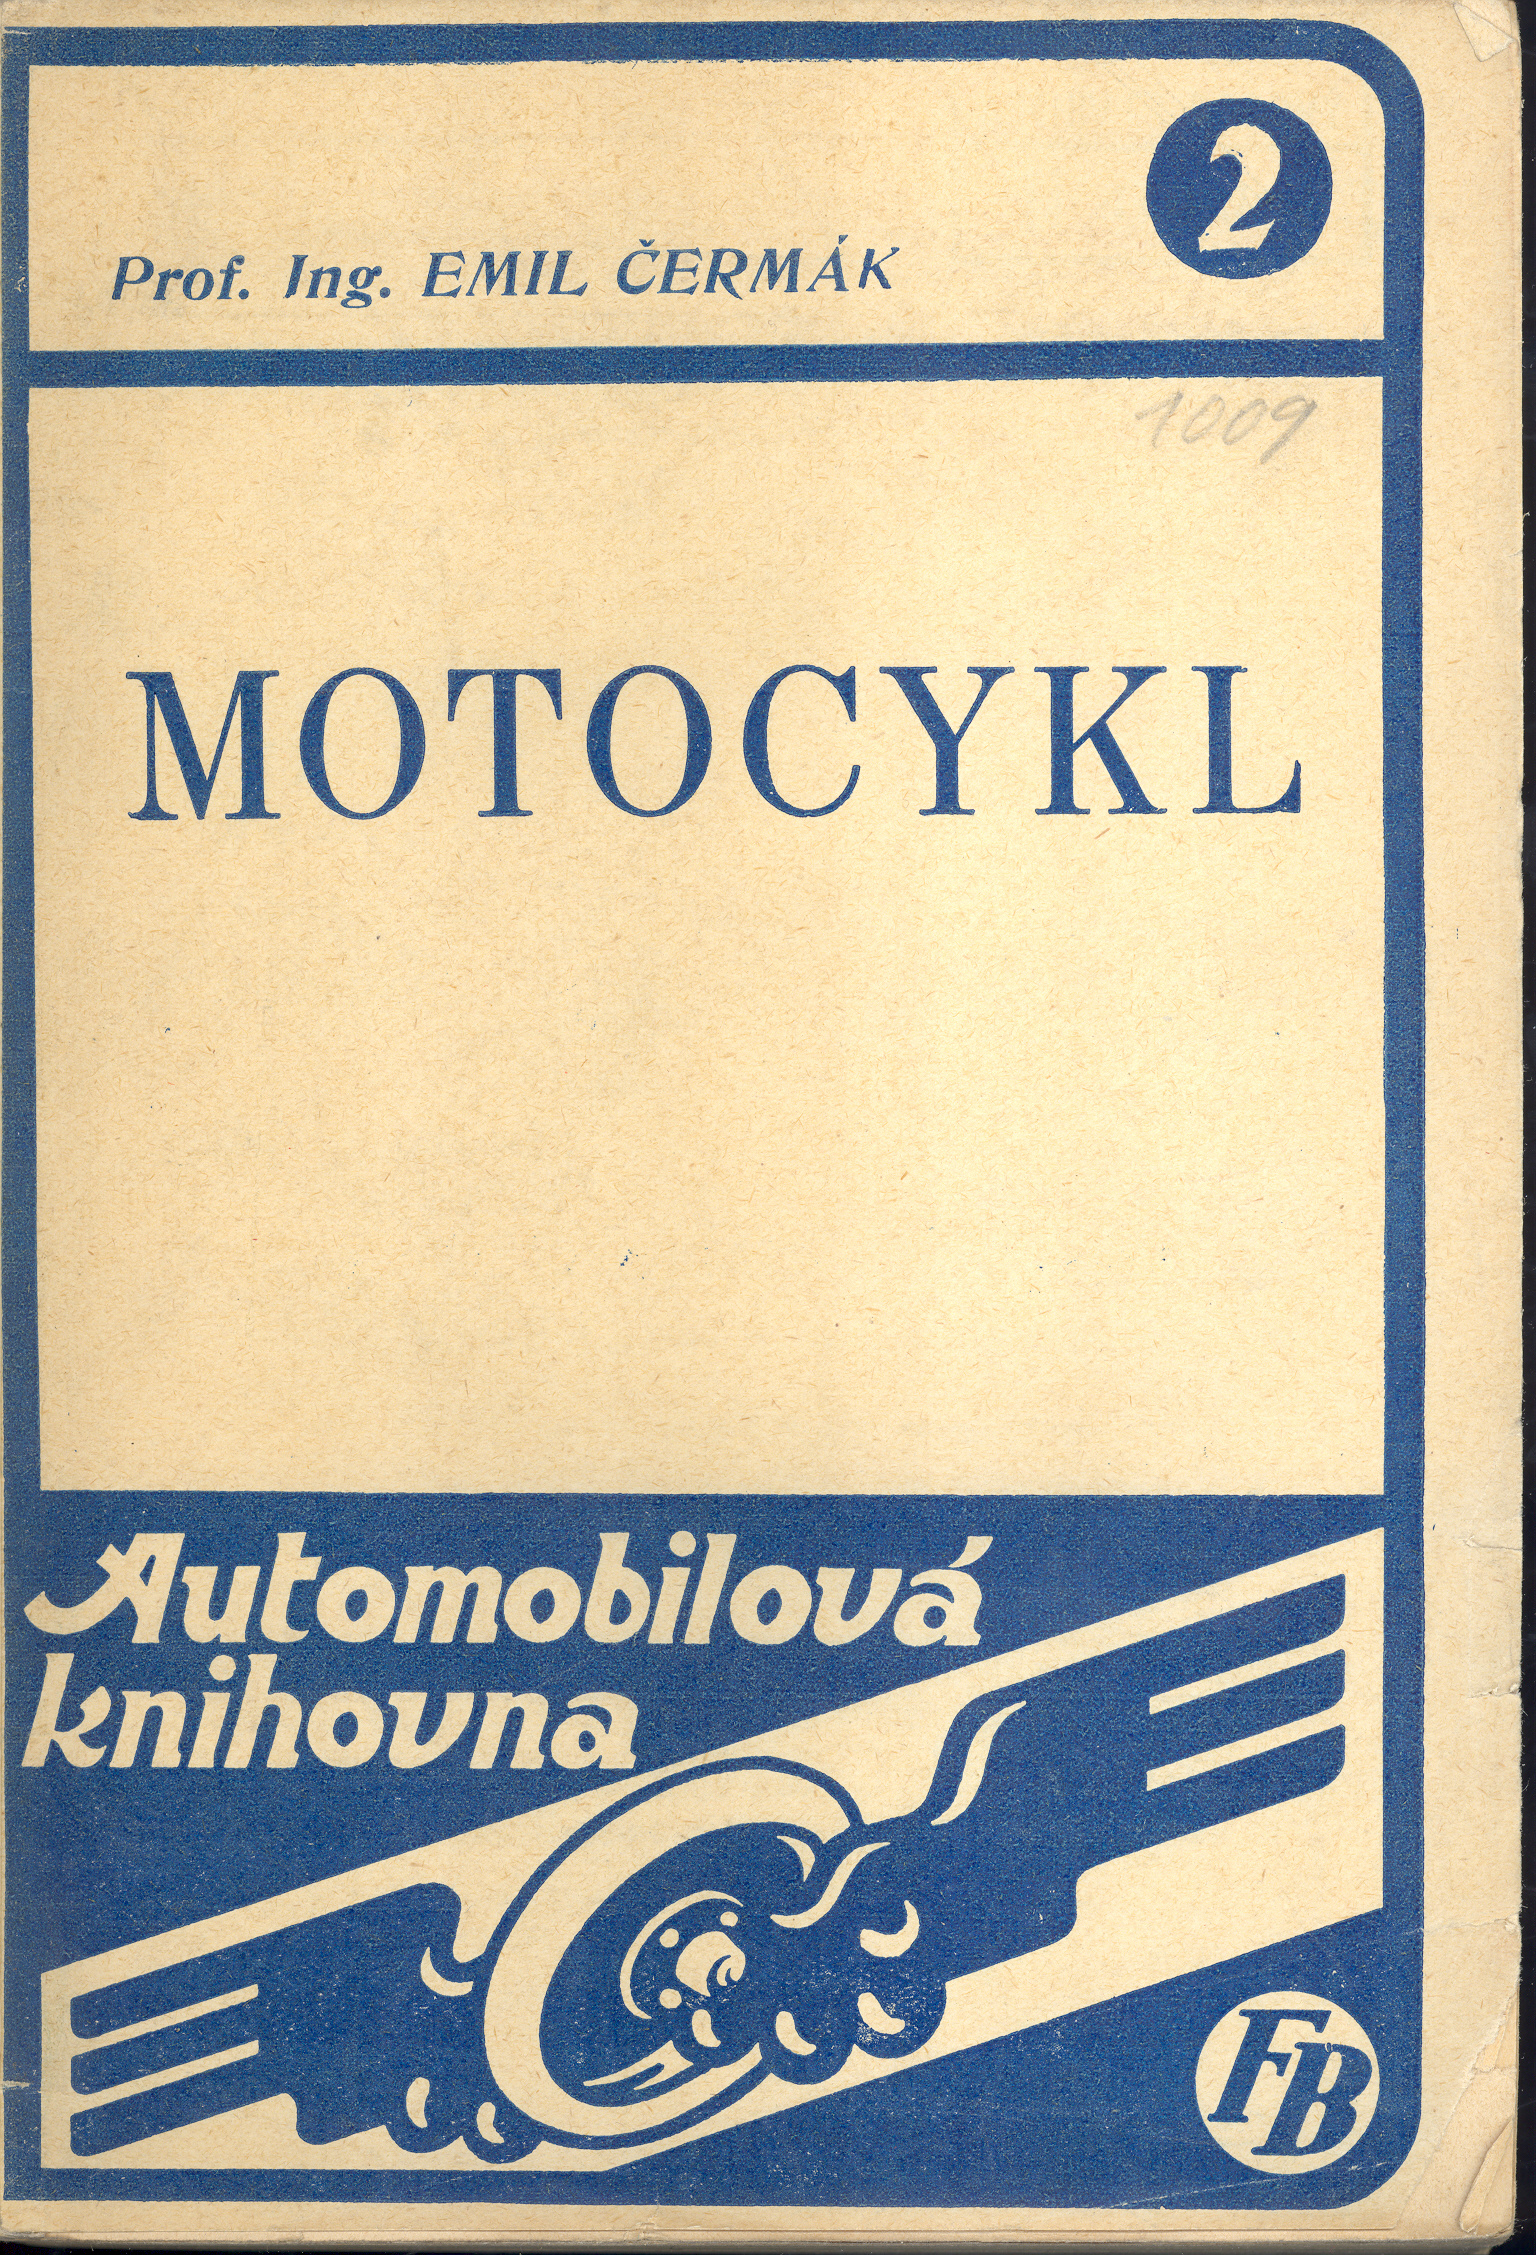 2
Prof. Ing. EMIL ČERMÁK
1009
MOTOCYKL
Automobilová
knihovna
FB